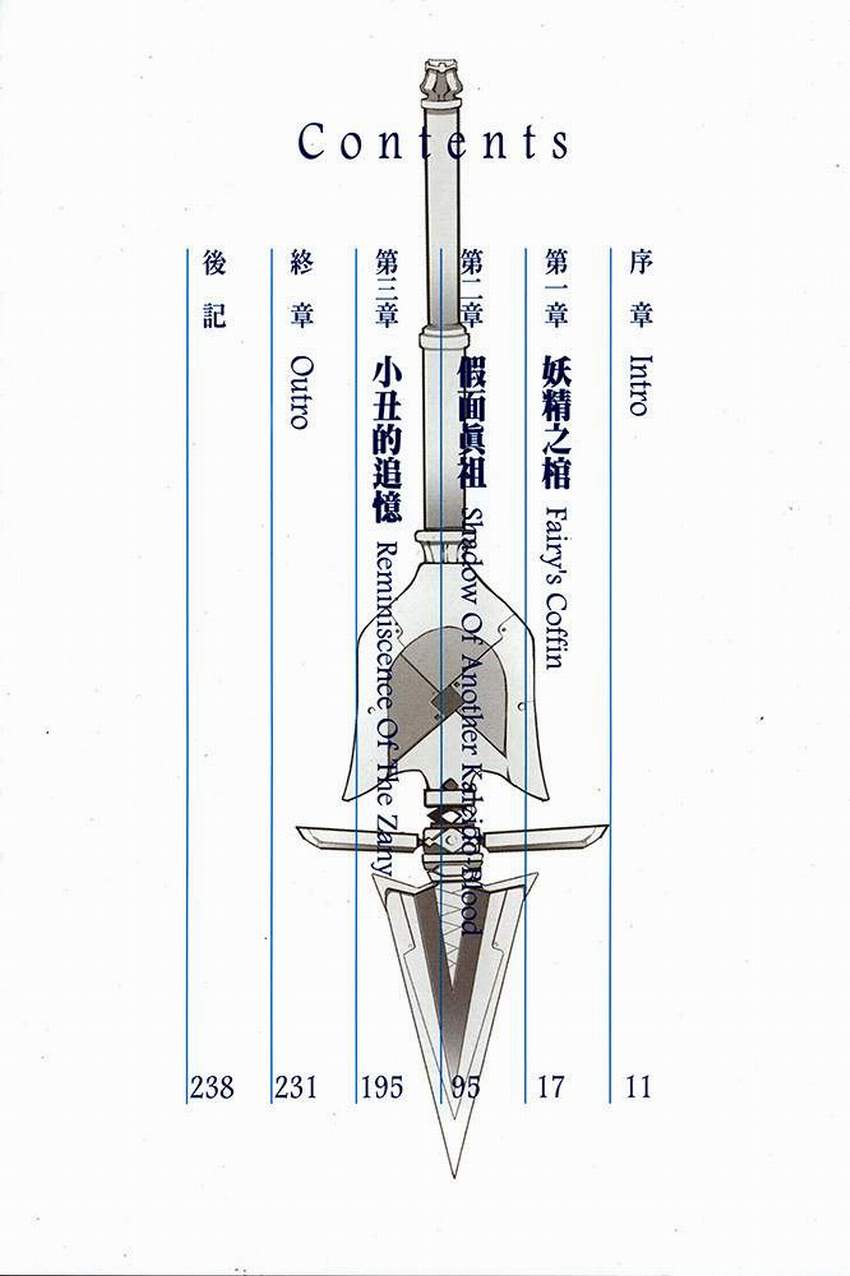 Contents
序章 Intro 11
第一章 妖精之棺 Fairy's Coffin 17
第二章 假面眞祖 Shadow Of Another Kaleido-Blood 95
第三章 小丑的追憶 Reminiscence Of The Zany 195
終章 Outro 231
後記 238